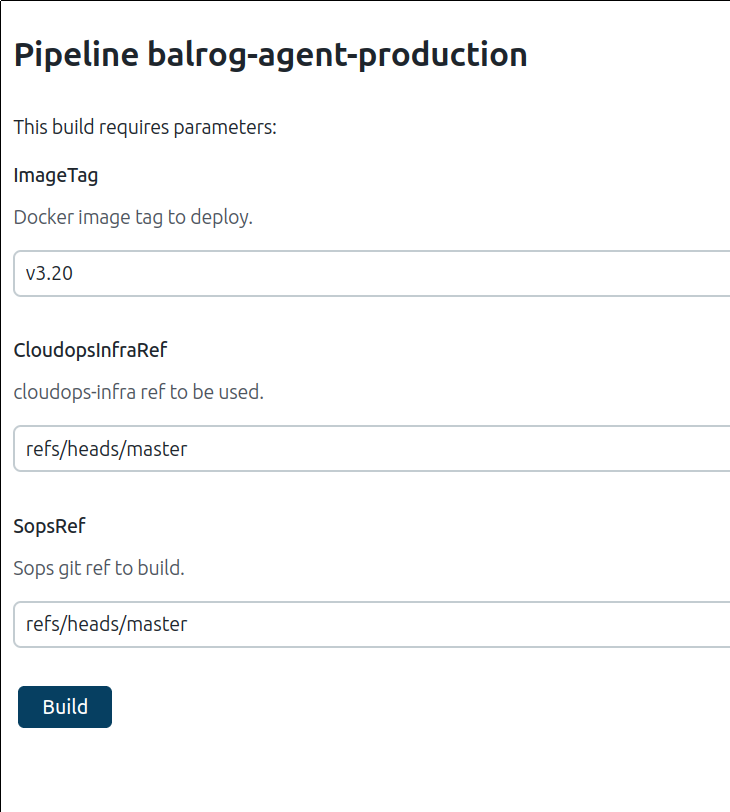 Pipeline balrog-agent-production
This build requires parameters:
ImageTag
Docker image tag to deploy.
v3.20
CloudopsInfraRef
cloudops-infra ref to be used.
refs/heads/master
SopsRef
Sops git ref to build.
refs/heads/master
Build